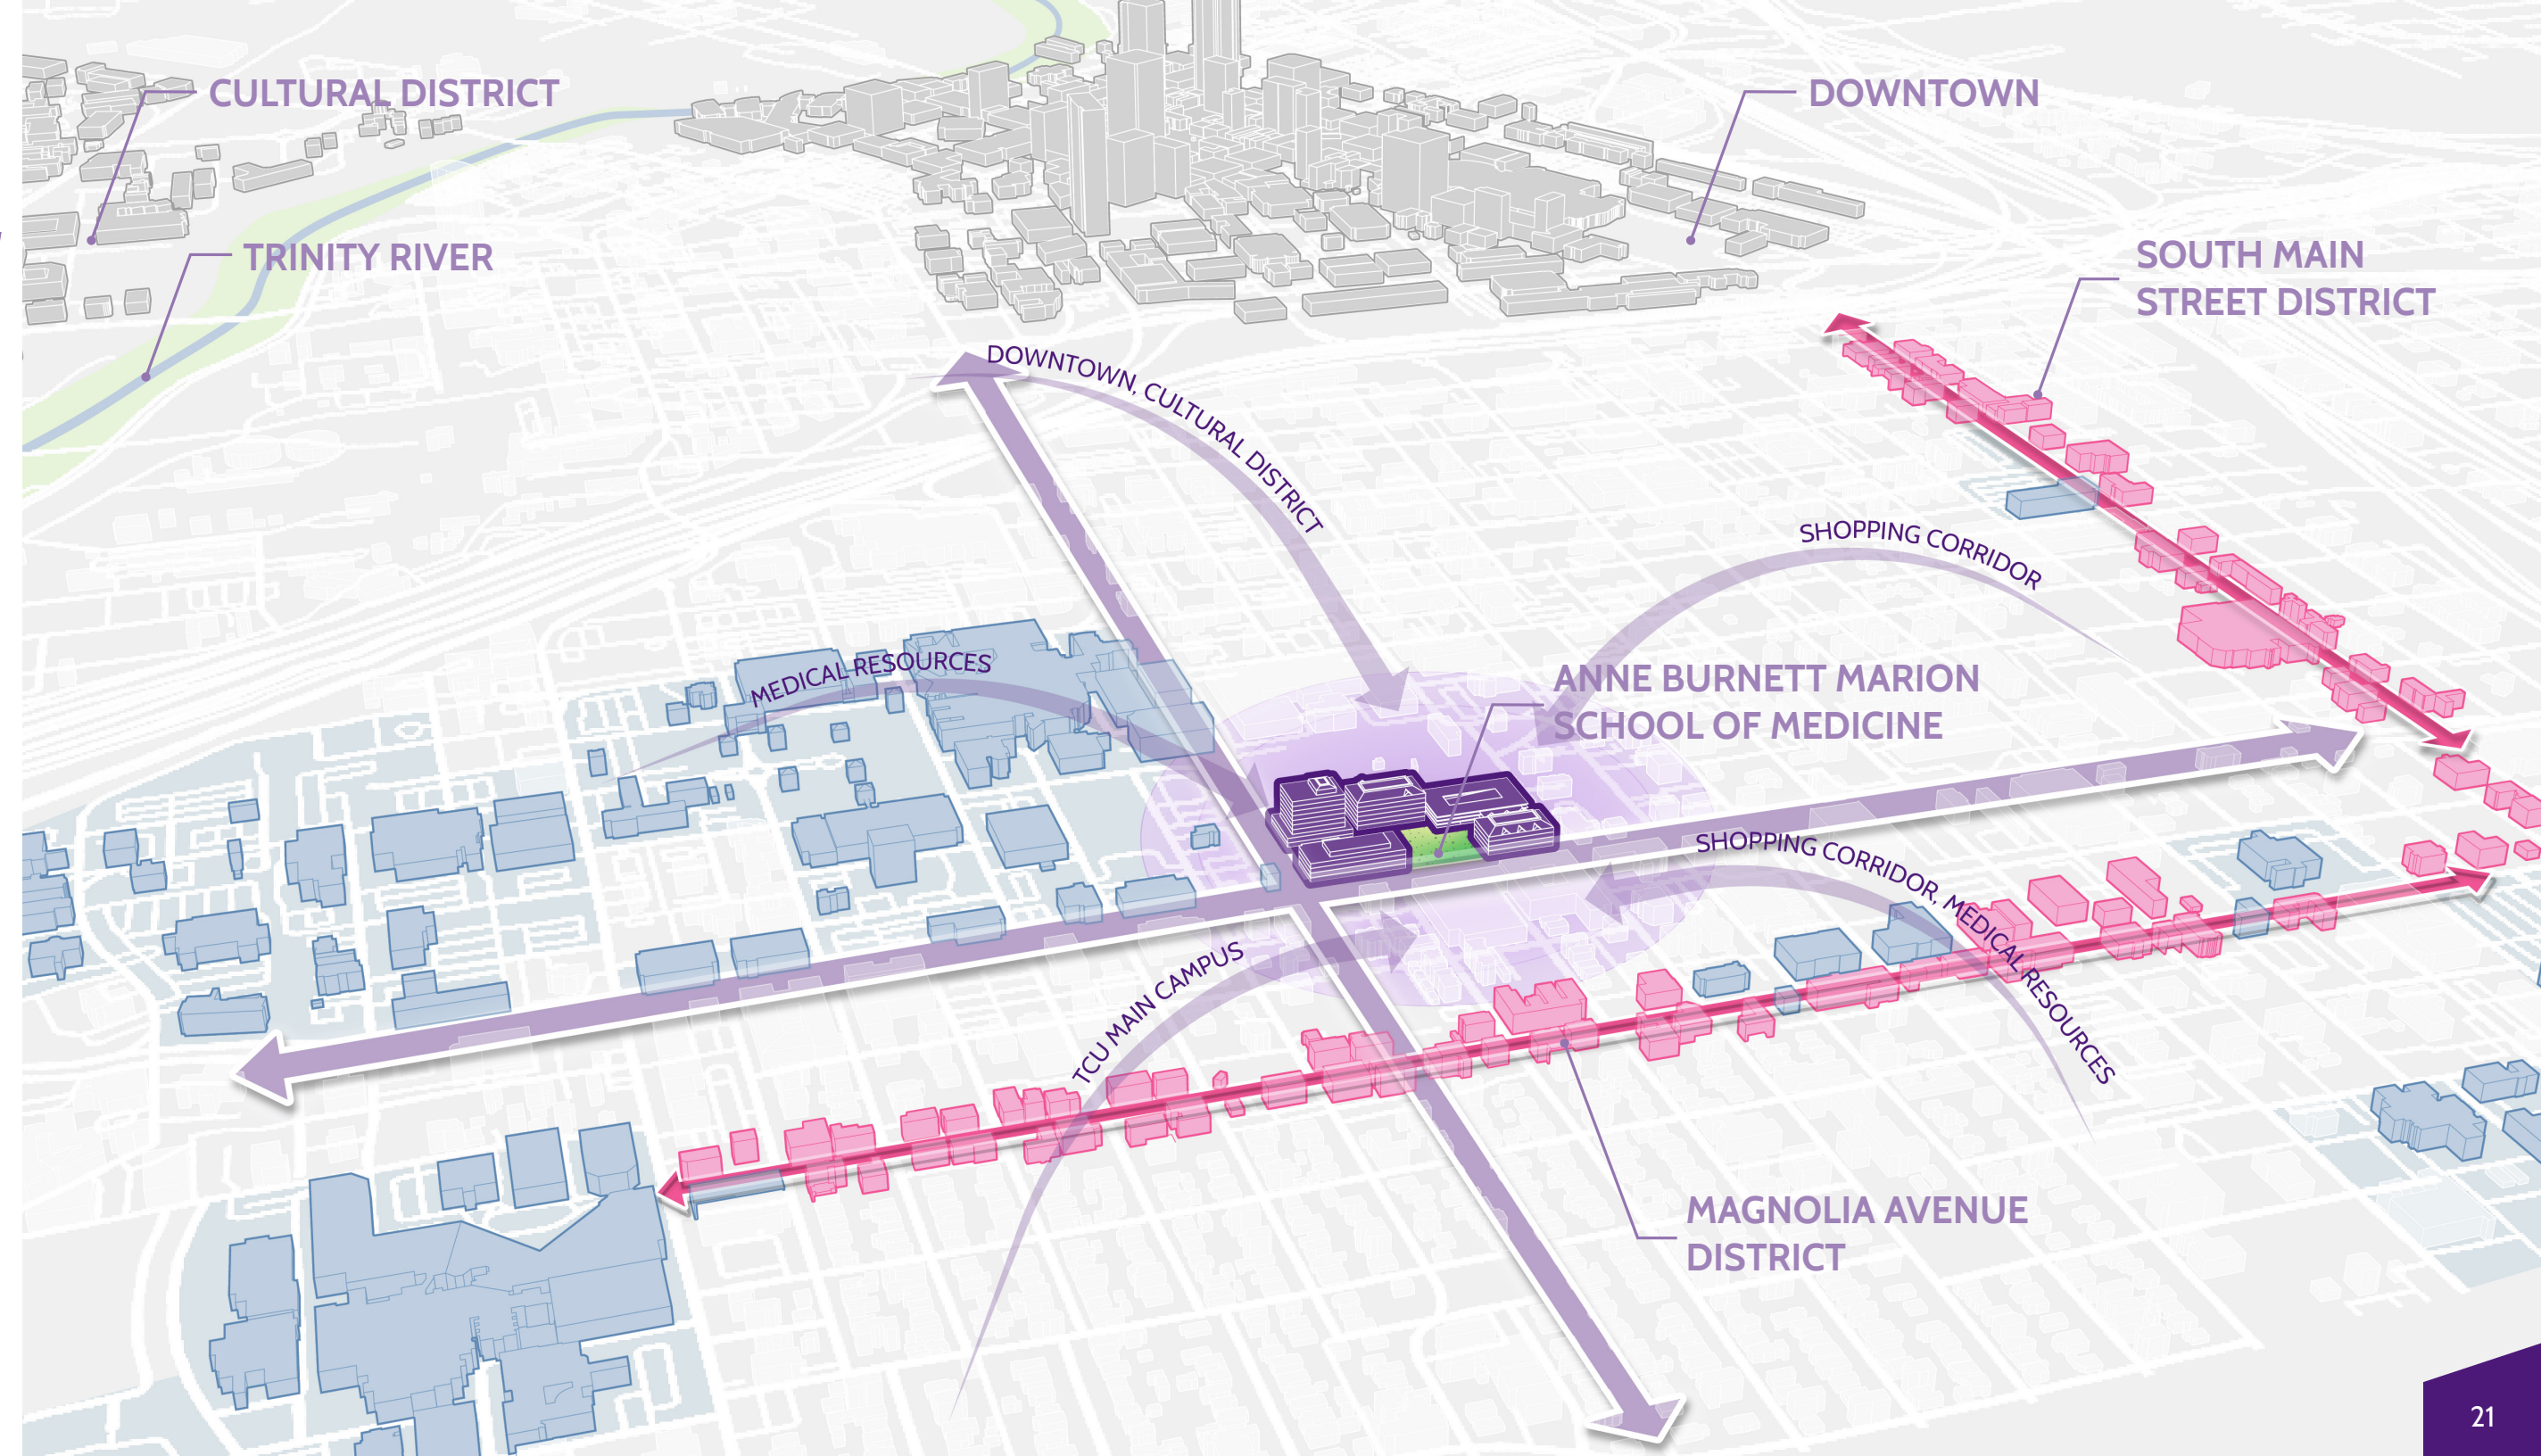 CULTURAL DISTRICT
DOWNTOWN
TRINITY RIVER
SOUTH MAIN
STREET DISTRICT
DOWNTOWN, CULTURAL DISTRICT
SHOPPING CORRIDOR
MEDICAL RESOURCES
ANNE BURNETT MARION
SCHOOL OF MEDICINE
SHOPPING CORRIDOR, MEDICAL RESOURCES
TCU MAIN CAMPUS
MAGNOLIA AVENUE
DISTRICT
21